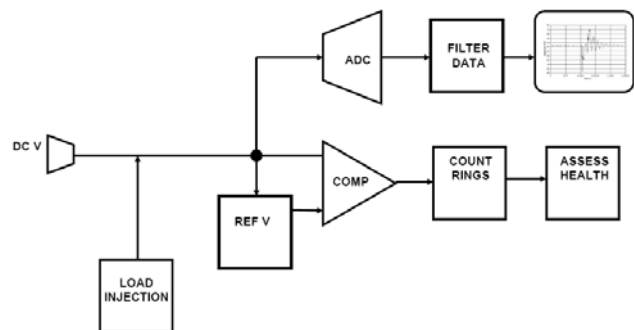 ADC
FILTER
DATA
DC V
COMP
COUNT
RINGS
ASSESS
HEALTH
REF V
LOAD
INJECTION